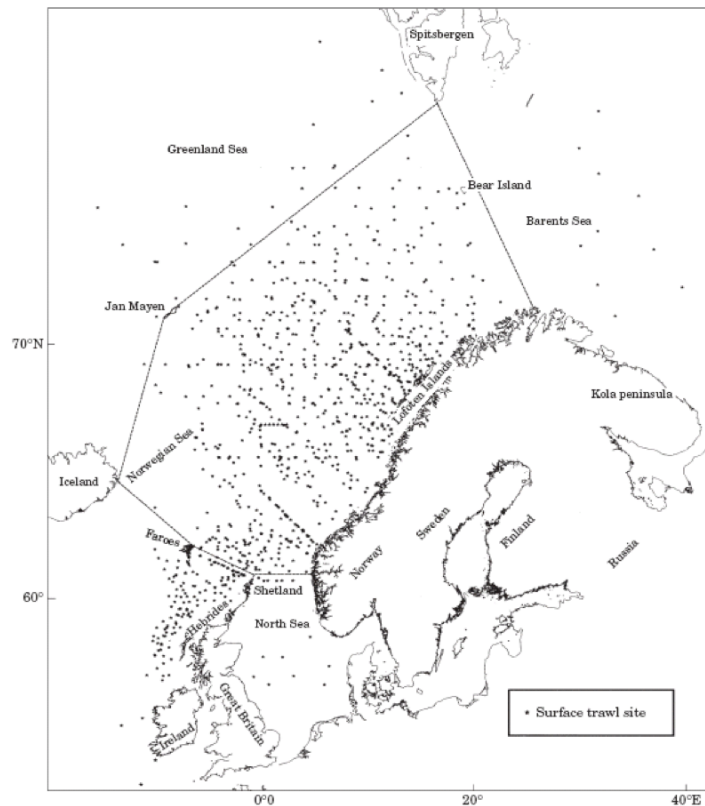 Spitsbergen
Greenland Sea
Bear Island
Barents Sea
Jan Mayen
70°N
Lofoten Islands
Kola peninsula
Norwegian Sea
Iceland
Sweden
Finland
Faroes
Norway
Russia
60°
Shetland
Hebrides
North Sea
Great Britain
Ireland
* Surface trawl site
0°0
20°
40°E